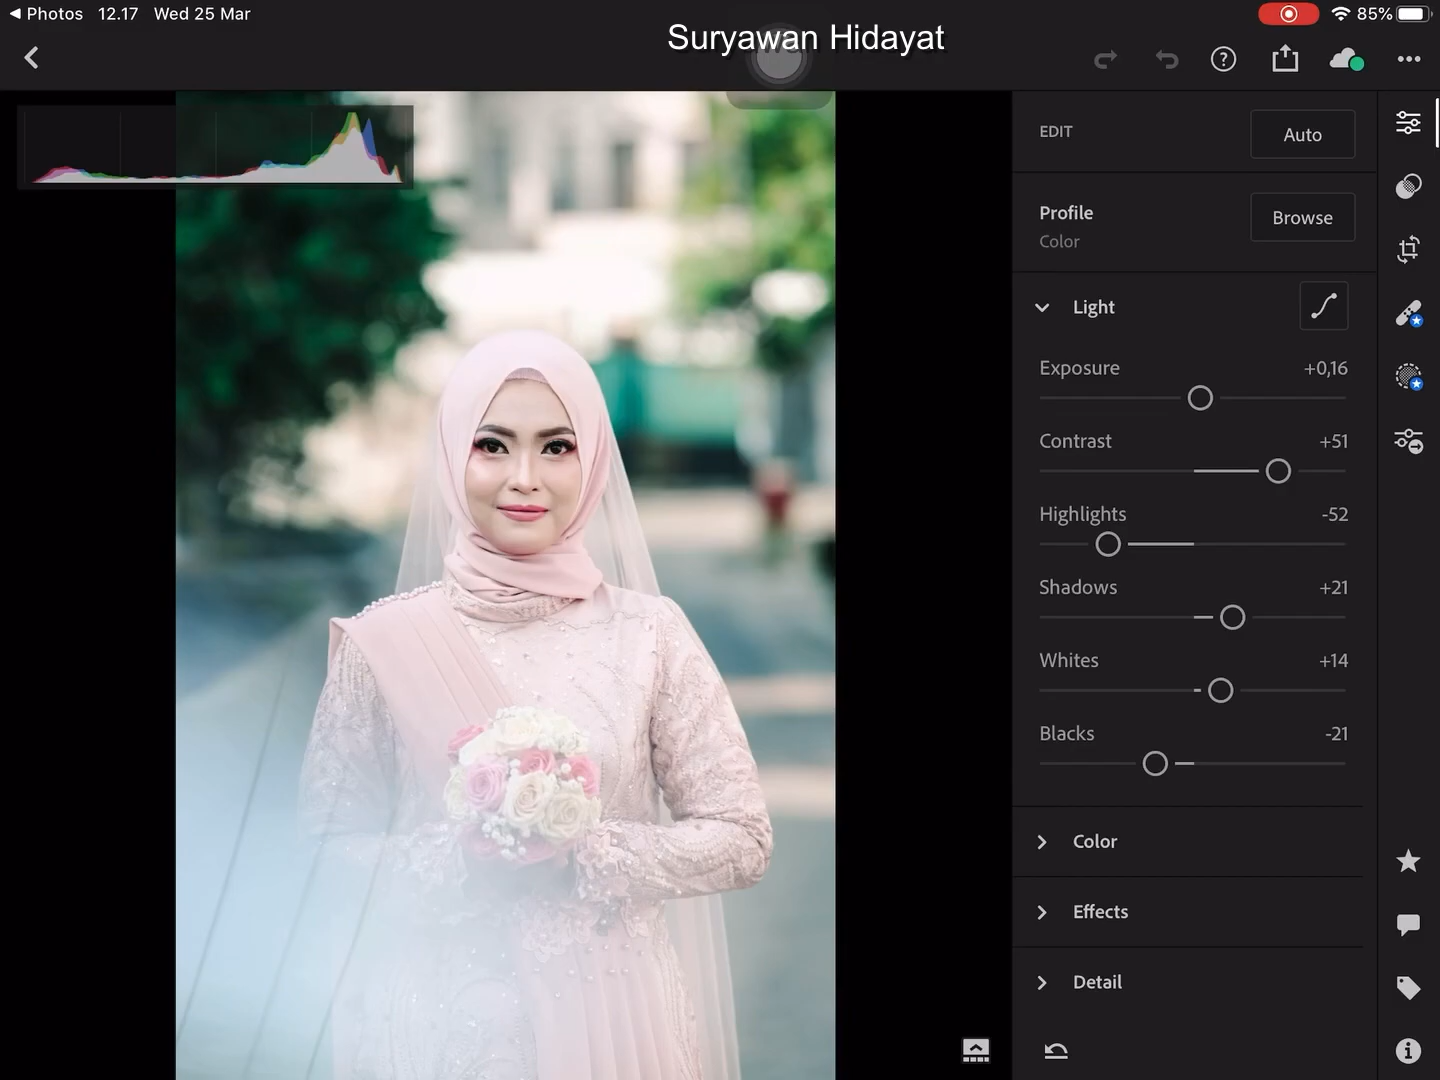 Photos 12.17 Wed 25 Mar
85%
Suryawan Hidayat
EDIT
Auto
Profile
Color
Browse
Light
Exposure +0,16
Contrast +51
Highlights -52
Shadows +21
Whites +14
Blacks -21
Color
Effects
Detail